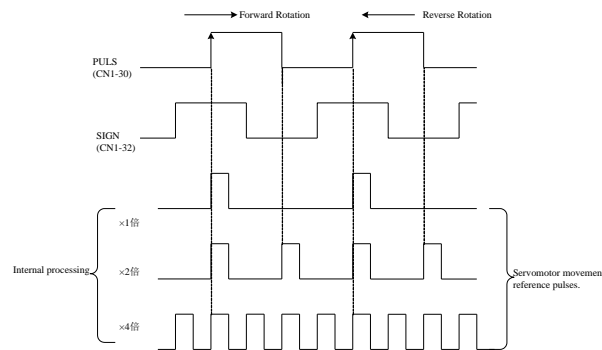 Forward Rotation
Reverse Rotation
PULS
(CN1-30)
SIGN
(CN1-32)
×1倍
×2倍
×4倍
Internal processing
Servomotor movemen
reference pulses.